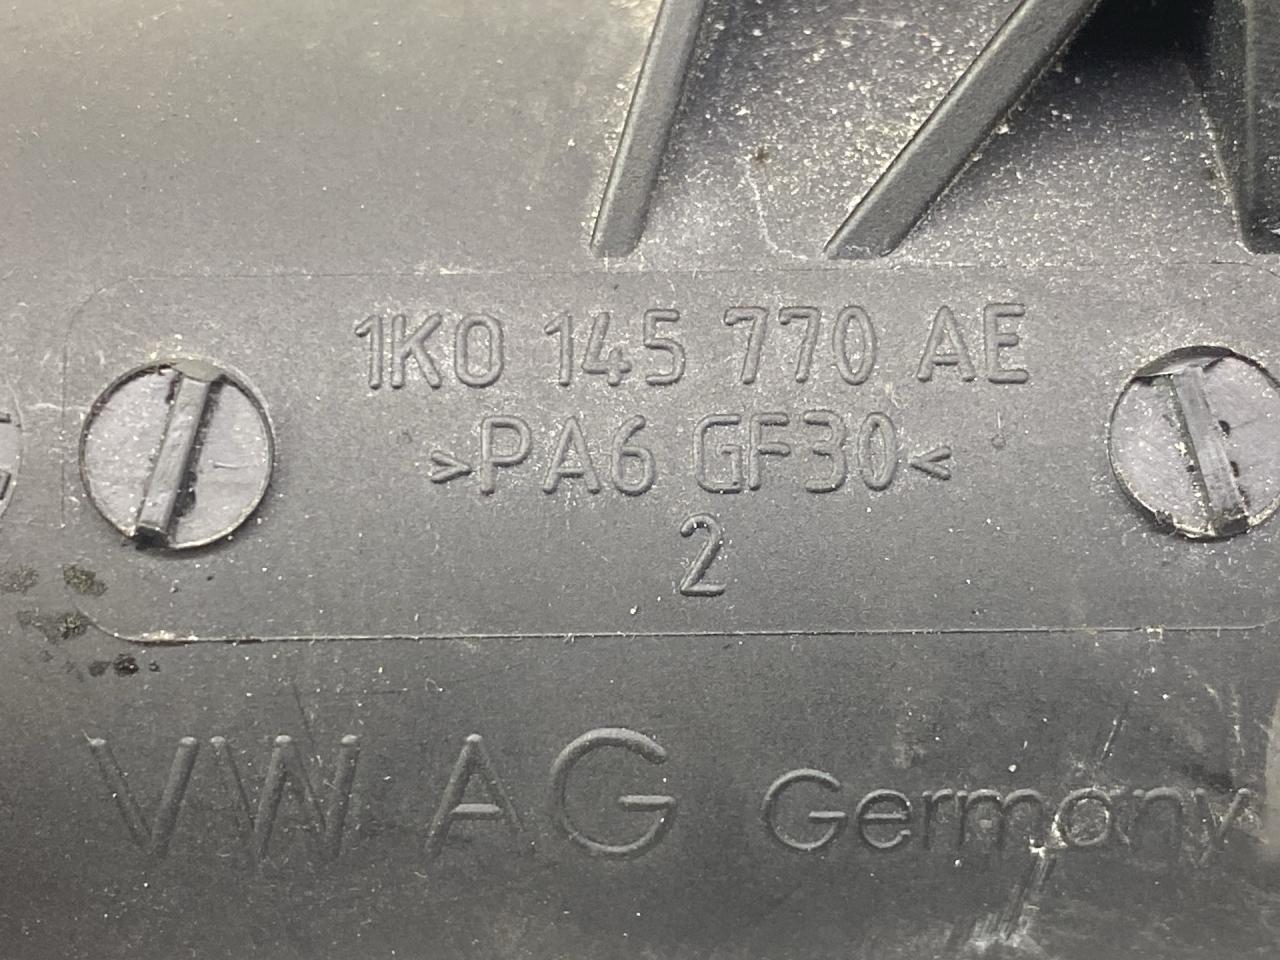 1K0 145 770 AE
>PA6 GF30<
2
VW AG Germany